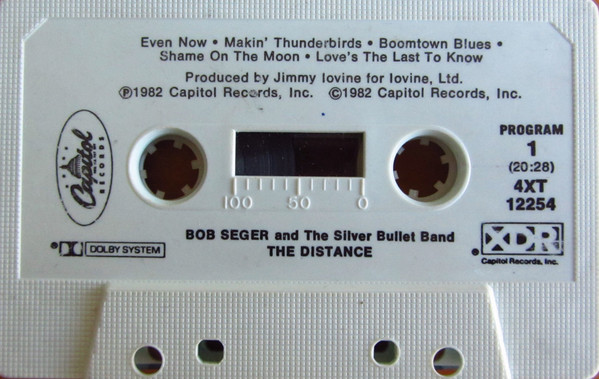 Even Now • Makin' Thunderbirds • Boomtown Blues •
Shame On The Moon • Love's The Last To Know
Produced by Jimmy Iovine for Iovine, Ltd.
℗1982 Capitol Records, Inc. ©1982 Capitol Records, Inc.
Capitol
RECORDS
PROGRAM
1
(20:28)
4XT
12254
100 50 0
BOB SEGER and The Silver Bullet Band
THE DISTANCE
DOLBY SYSTEM
XDR
Capitol Records, Inc.